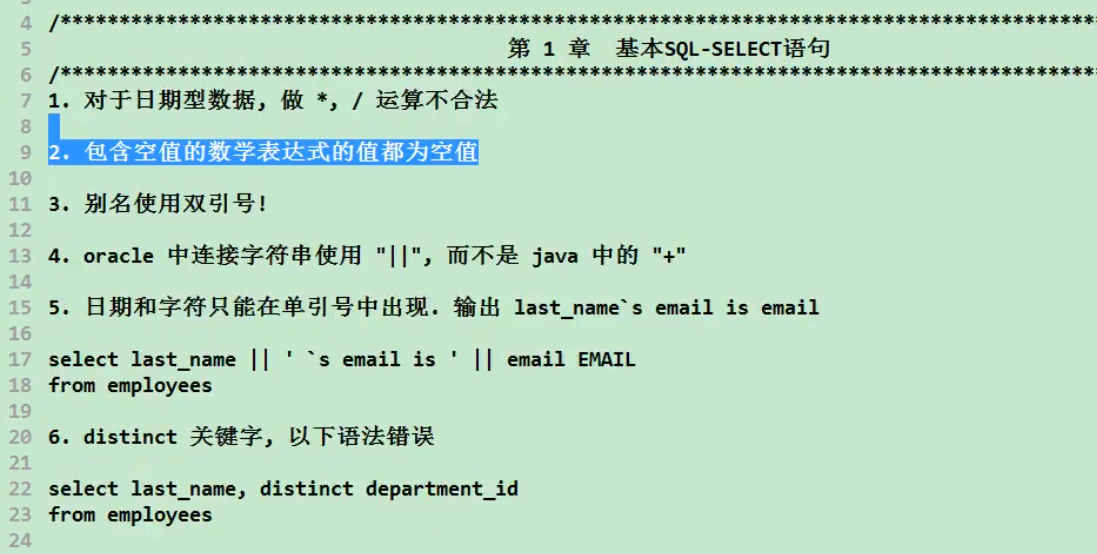 4 /*****************************************************************************************
5 第 1 章 基本SQL-SELECT语句
6 /*****************************************************************************************
7 1. 对于日期型数据, 做 *, / 运算不合法
8
9 2. 包含空值的数学表达式的值都为空值
10
11 3. 别名使用双引号!
12
13 4. oracle 中连接字符串使用 "||", 而不是 java 中的 "+"
14
15 5. 日期和字符只能在单引号中出现. 输出 last_name`s email is email
16
17 select last_name || ' `s email is ' || email EMAIL
18 from employees
19
20 6. distinct 关键字, 以下语法错误
21
22 select last_name, distinct department_id
23 from employees
24